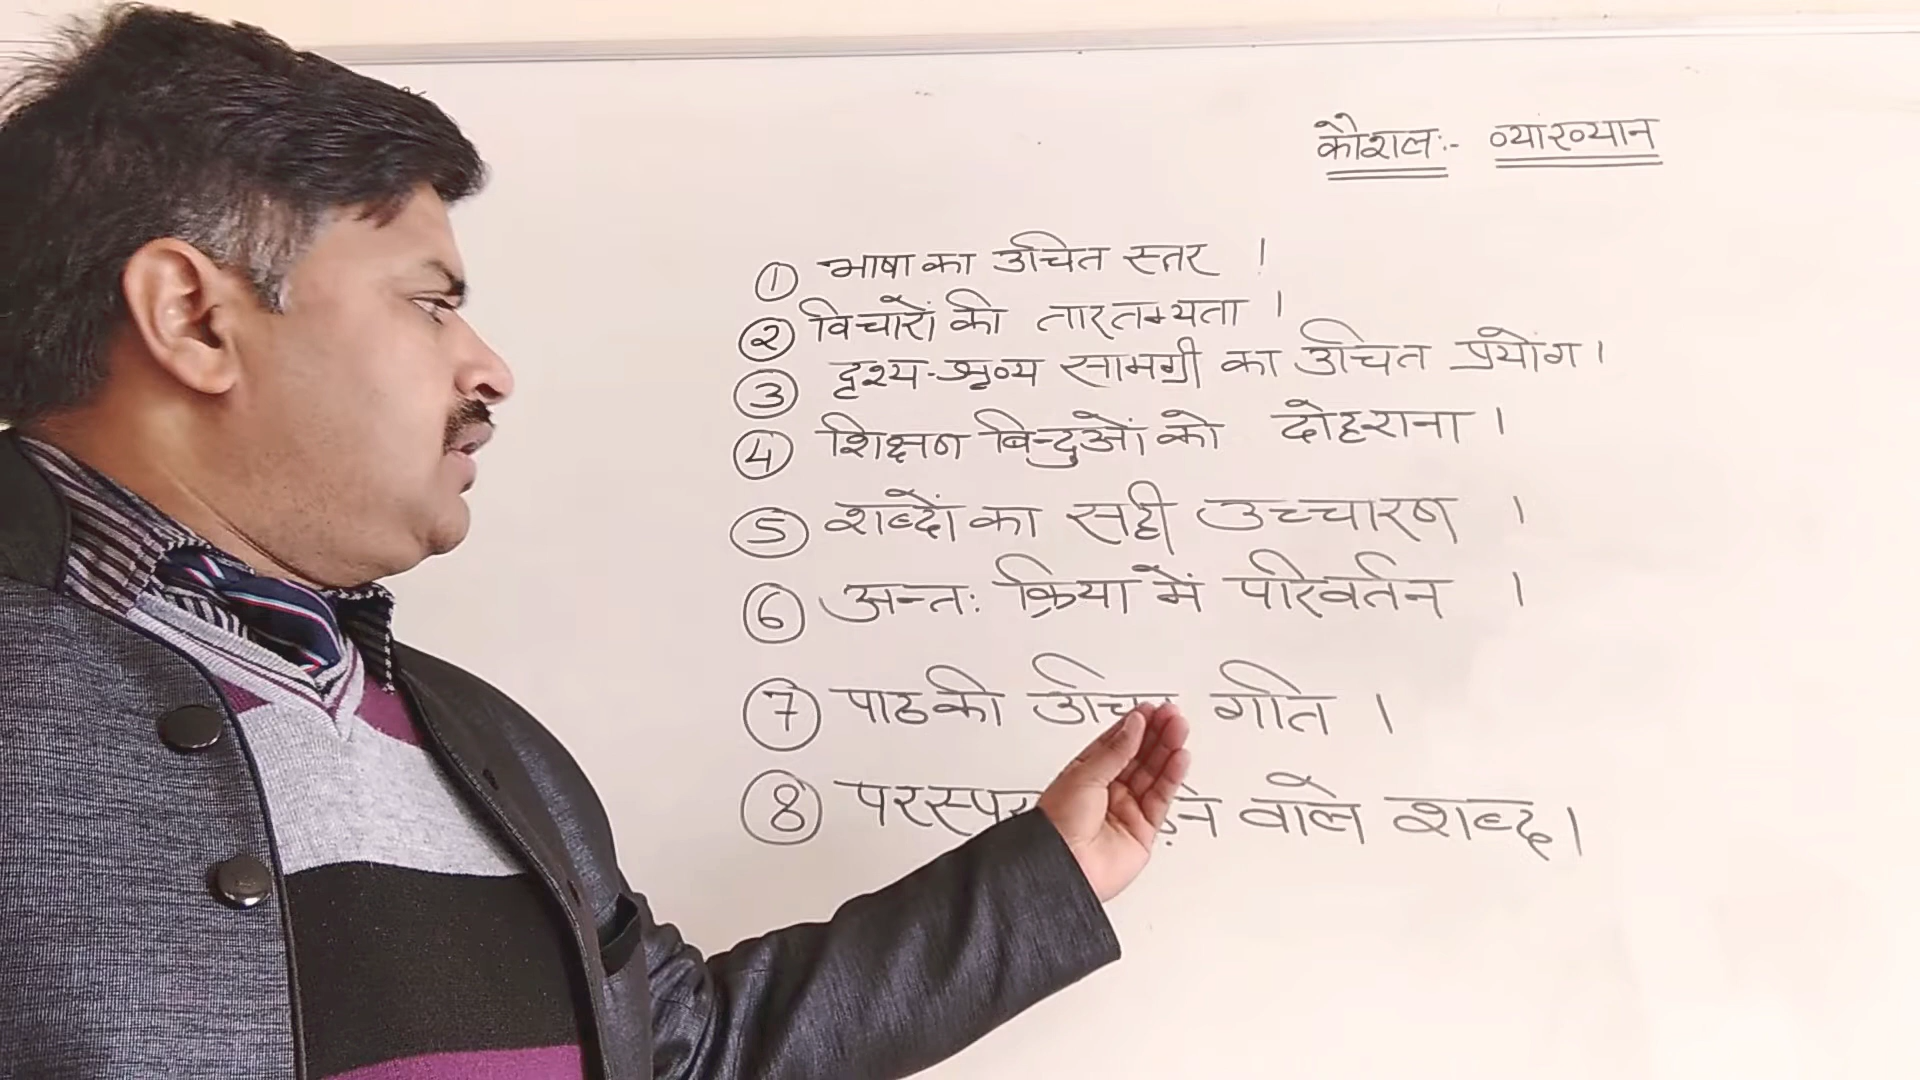 कौशल:- व्याख्यान
① भाषा का उचित स्तर ।
② विचारों की तारतम्यता ।
③ दृश्य-श्रव्य सामग्री का उचित प्रयोग ।
④ शिक्षण बिन्दुओं को दोहराना ।
⑤ शब्दों का सही उच्चारण ।
⑥ अन्त: क्रिया में परिवर्तन ।
⑦ पाठ की उचित गति ।
⑧ वाले शब्द ।